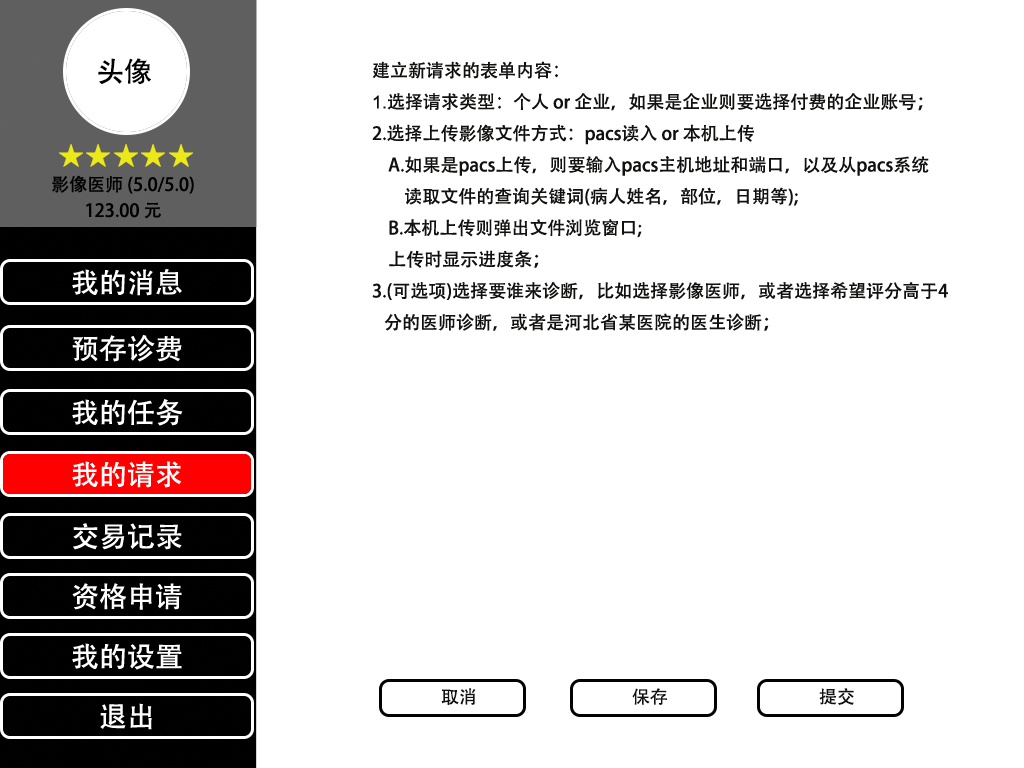 头像
影像医师 (5.0/5.0)
123.00 元
我的消息
预存诊费
我的任务
我的请求
交易记录
资格申请
我的设置
退出
建立新请求的表单内容：
1.选择请求类型：个人 or 企业，如果是企业则要选择付费的企业账号；
2.选择上传影像文件方式：pacs读入 or 本机上传
A.如果是pacs上传，则要输入pacs主机地址和端口，以及从pacs系统
读取文件的查询关键词(病人姓名，部位，日期等);
B.本机上传则弹出文件浏览窗口;
上传时显示进度条；
3.(可选项)选择要谁来诊断，比如选择影像医师，或者选择希望评分高于4
分的医师诊断，或者是河北省某医院的医生诊断；
取消
保存
提交